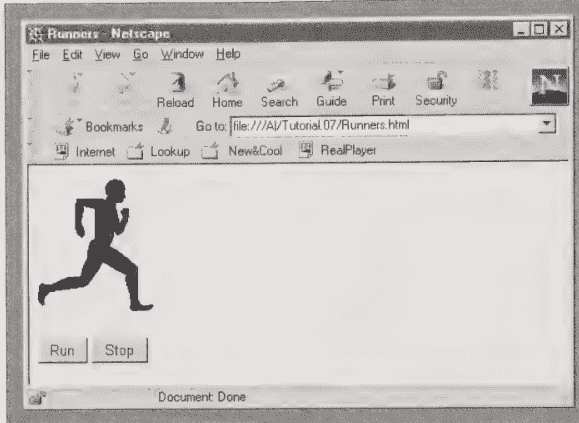 Runners - Netscape
File Edit View Go Window Help
Reload Home Search Guide Print Security
N
Bookmarks Go to: file:///A|/Tutorial.07/Runners.html
Internet Lookup New&Cool RealPlayer
Run Stop
Document: Done